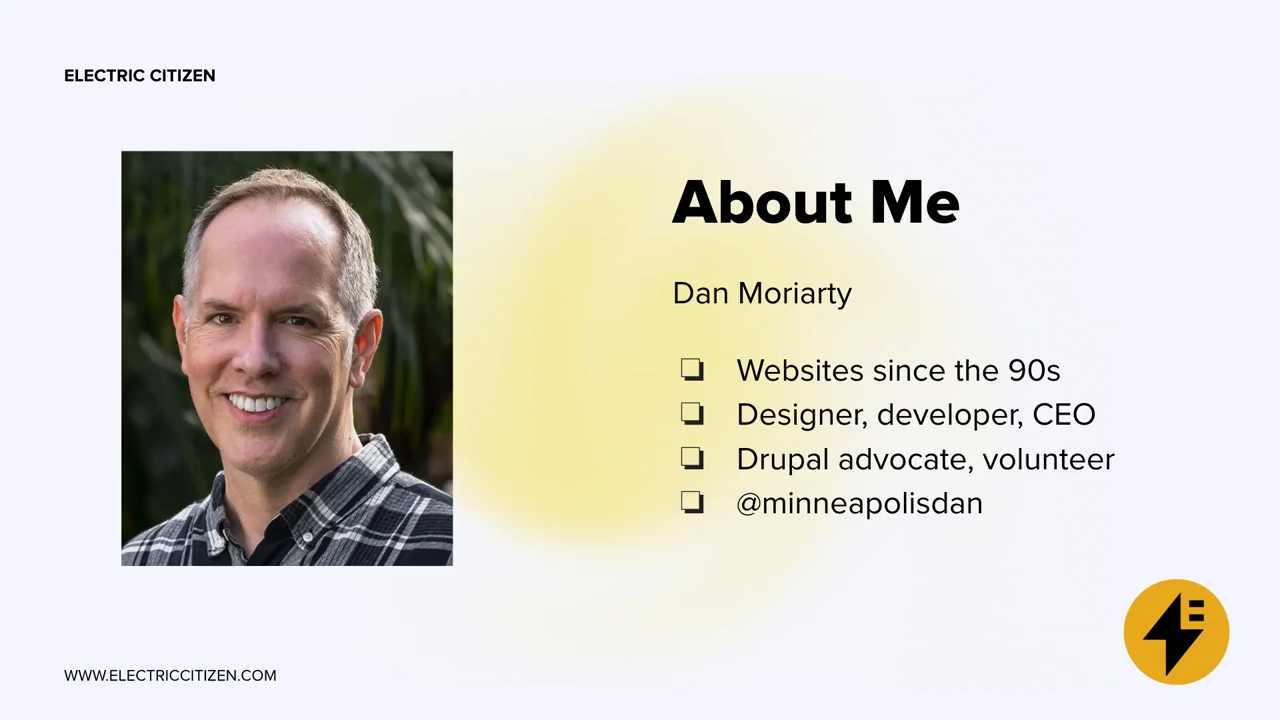 ELECTRIC CITIZEN
About Me
Dan Moriarty
❏ Websites since the 90s
❏ Designer, developer, CEO
❏ Drupal advocate, volunteer
❏ @minneapolisdan
E
WWW.ELECTRICCITIZEN.COM